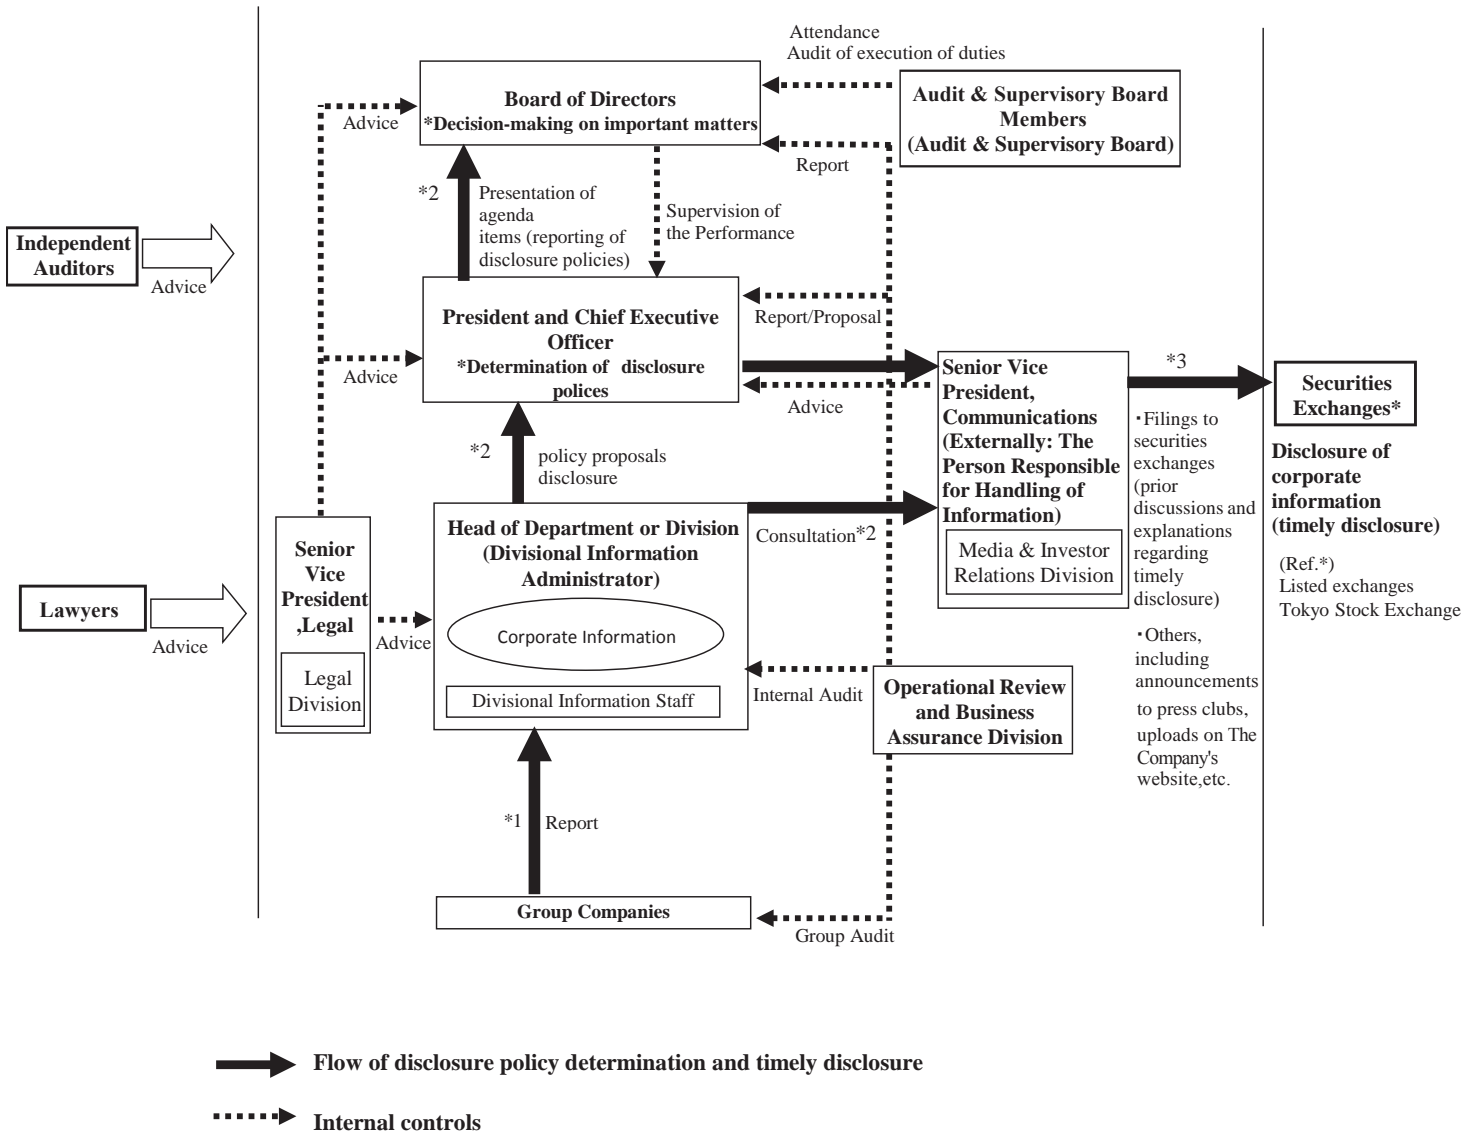 Attendance
Audit of execution of duties
Board of Directors
*Decision-making on important matters
Audit & Supervisory Board
Members
(Audit & Supervisory Board)
Advice
Report
*2
Presentation of
agenda
items (reporting of
disclosure policies)
Supervision of
the Performance
Independent
Auditors
Advice
President and Chief Executive
Officer
*Determination of disclosure
polices
Report/Proposal
Advice
Advice
Senior Vice
President,
Communications
(Externally: The
Person Responsible
for Handling of
Information)
Media & Investor
Relations Division
*3
Securities
Exchanges*
・Filings to
securities
exchanges
(prior
discussions and
explanations
regarding
timely
disclosure)
・Others,
including
announcements
to press clubs,
uploads on The
Company's
website,etc.
Disclosure of
corporate
information
(timely disclosure)
(Ref.*)
Listed exchanges
Tokyo Stock Exchange
*2
policy proposals
disclosure
Head of Department or Division
(Divisional Information
Administrator)
Corporate Information
Divisional Information Staff
Consultation*2
Senior
Vice
President
,Legal
Legal
Division
Lawyers
Advice
Advice
Internal Audit
Operational Review
and Business
Assurance Division
*1
Report
Group Companies
Group Audit
Flow of disclosure policy determination and timely disclosure
Internal controls